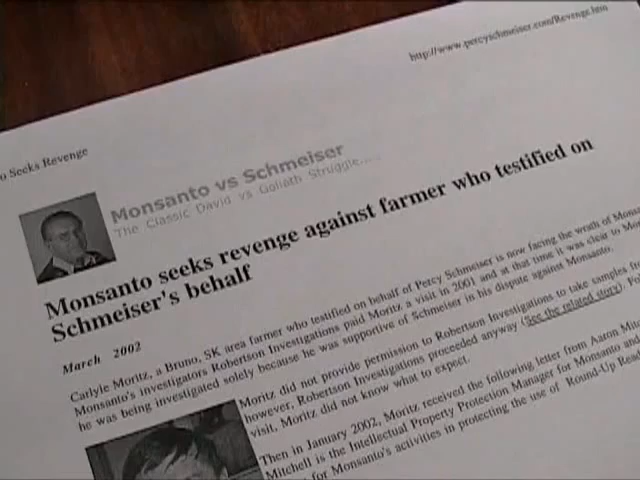 http://www.percyschmeiser.com/Revenge.htm
o Seeks Revenge
Monsanto vs Schmeiser
The Classic David vs Goliath Struggle.....
Monsanto seeks revenge against farmer who testified on
Schmeiser's behalf
March 2002
Carlyle Moritz, a Bruno, SK area farmer who testified on behalf of Percy Schmeiser is now facing the wrath of
Monsanto's investigators Robertson Investigations paid Moritz a visit in 2001 and at that time it was clear to
he was being investigated solely because he was supportive of Schmeiser in his dispute against Monsanto.
Moritz did not provide permission to Robertson Investigations to take samples
however, Robertson Investigations proceeded anyway (See the related story).
visit, Moritz did not know what to expect.
Then in January 2002, Moritz received the following letter from Aaron
Mitchell is the Intellectual Property Protection Manager for Monsanto and
for Monsanto's activities in protecting the use of Round-Up